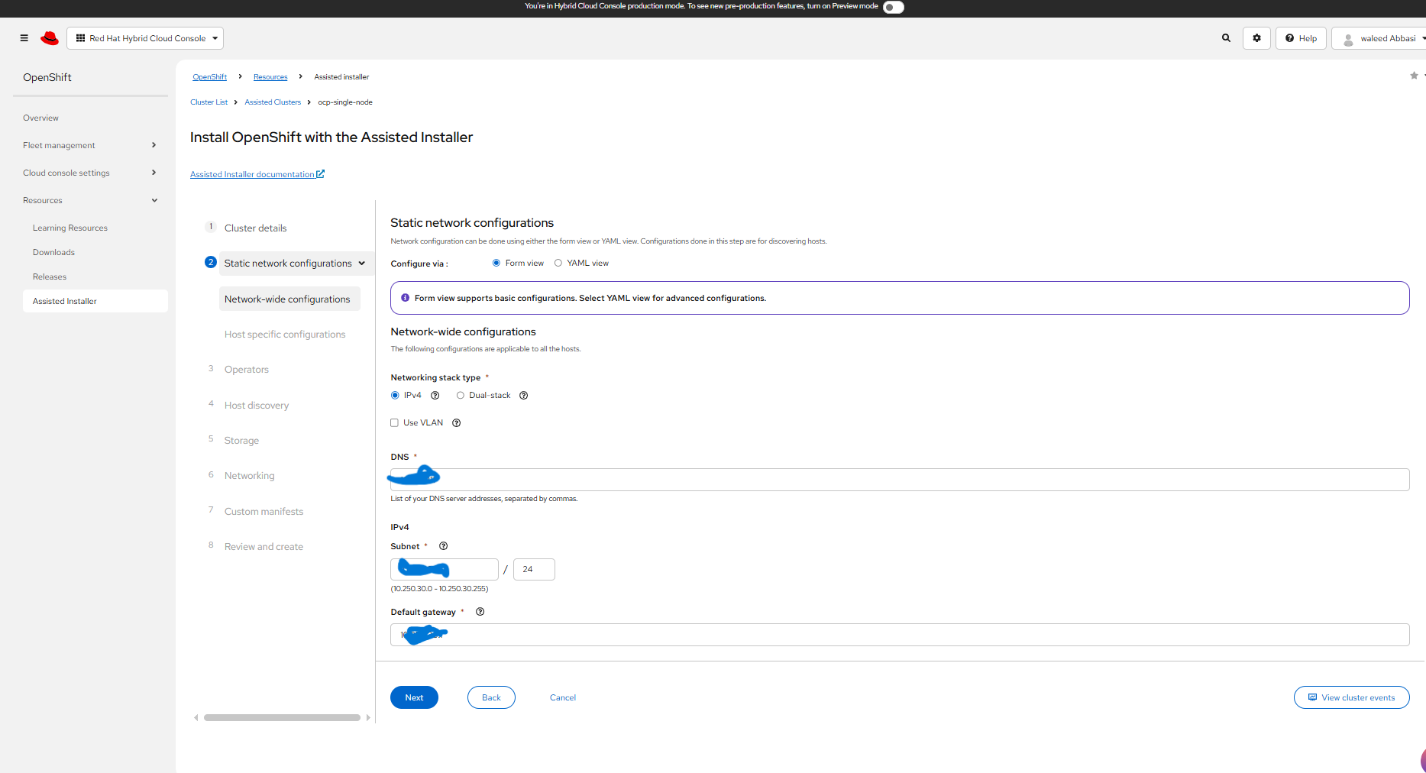 You're in Hybrid Cloud Console production mode. To see new pre-production features, turn on Preview mode
Red Hat Hybrid Cloud Console
Help
waleed Abbasi
OpenShift
Overview
Fleet management
Cloud console settings
Resources
Learning Resources
Downloads
Releases
Assisted Installer
OpenShift > Resources > Assisted installer
Cluster List > Assisted Clusters > ocp-single-node
Install OpenShift with the Assisted Installer
Assisted Installer documentation
1 Cluster details
2 Static network configurations
Network-wide configurations
Host specific configurations
3 Operators
4 Host discovery
5 Storage
6 Networking
7 Custom manifests
8 Review and create
Static network configurations
Network configuration can be done using either the form view or YAML view. Configurations done in this step are for discovering hosts.
Configure via : Form view YAML view
Form view supports basic configurations. Select YAML view for advanced configurations.
Network-wide configurations
The following configurations are applicable to all the hosts.
Networking stack type *
IPv4 Dual-stack
Use VLAN
DNS *
List of your DNS server addresses, separated by commas.
IPv4
Subnet *
/ 24
(10.250.30.0 - 10.250.30.255)
Default gateway *
Next Back Cancel
View cluster events